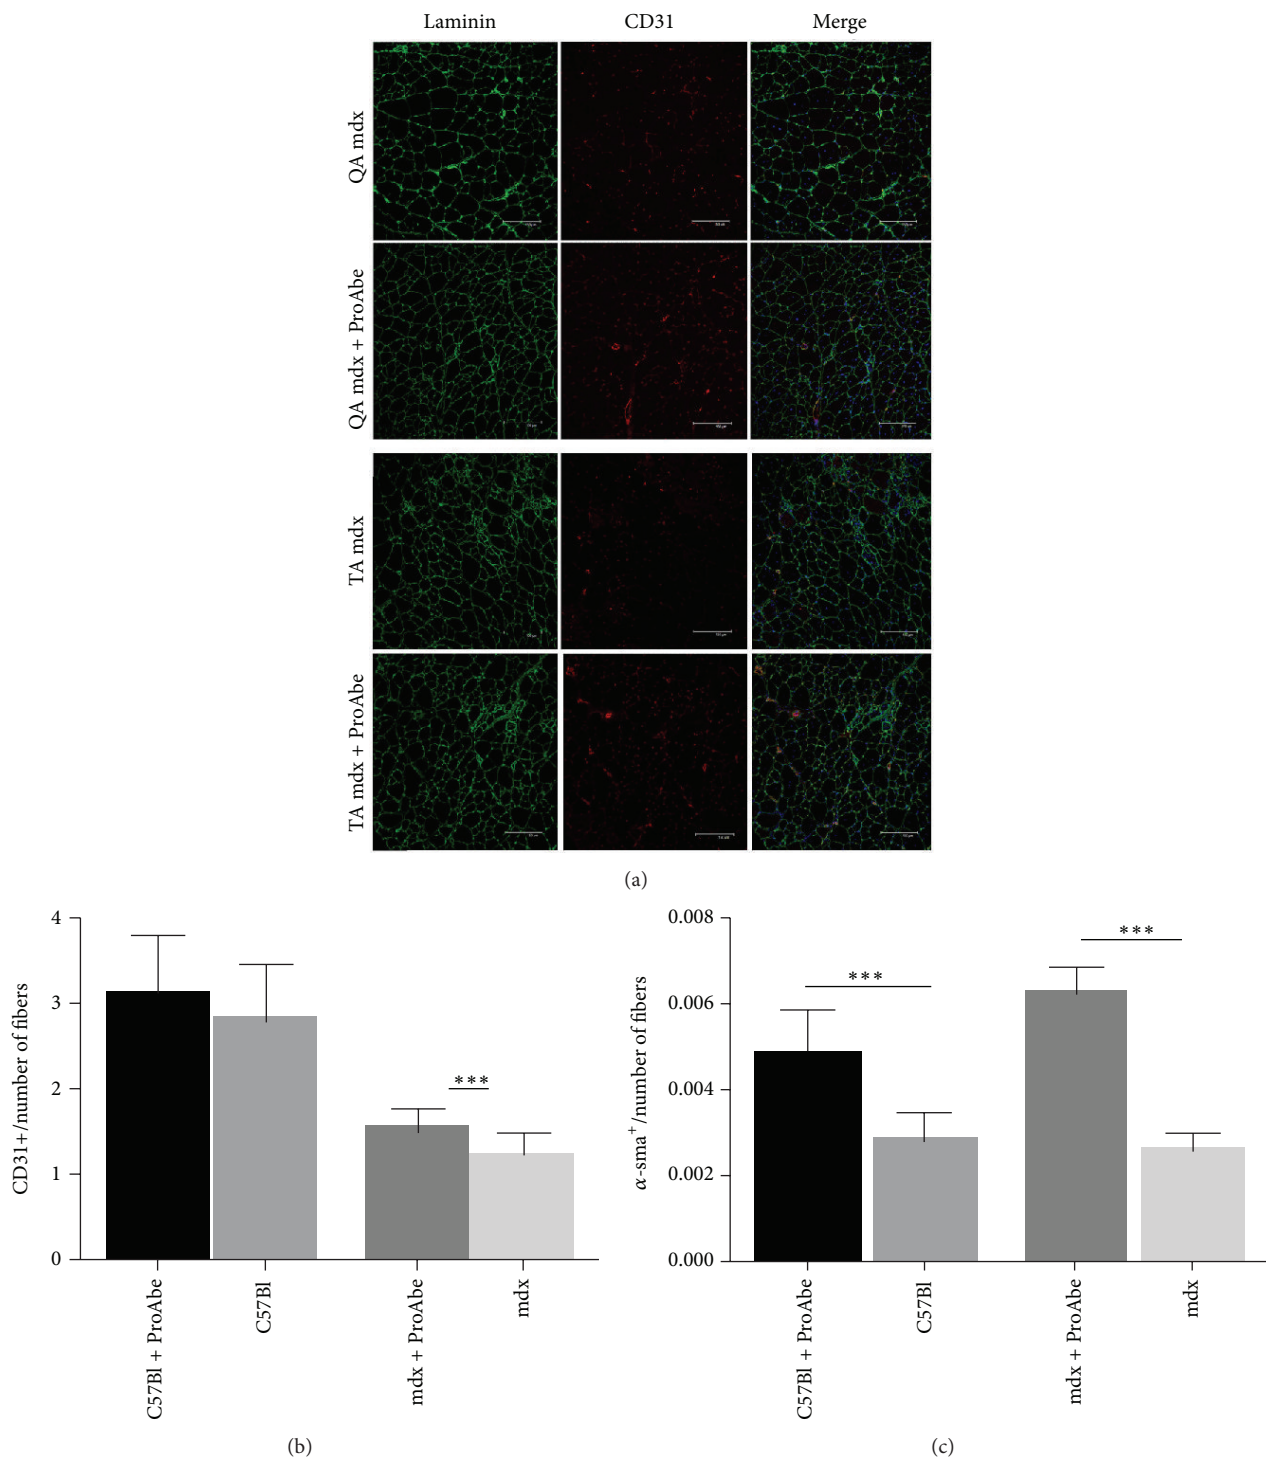 Laminin CD31 Merge
QA mdx
QA mdx + ProAbe
TA mdx
TA mdx + ProAbe
(a)
CD31+/number of fibers
4
3
2
1
0
***
C57Bl + ProAbe
C57Bl
mdx + ProAbe
mdx
(b)
α-sma⁺/number of fibers
0.008
0.006
0.004
0.002
0.000
***
***
C57Bl + ProAbe
C57Bl
mdx + ProAbe
mdx
(c)